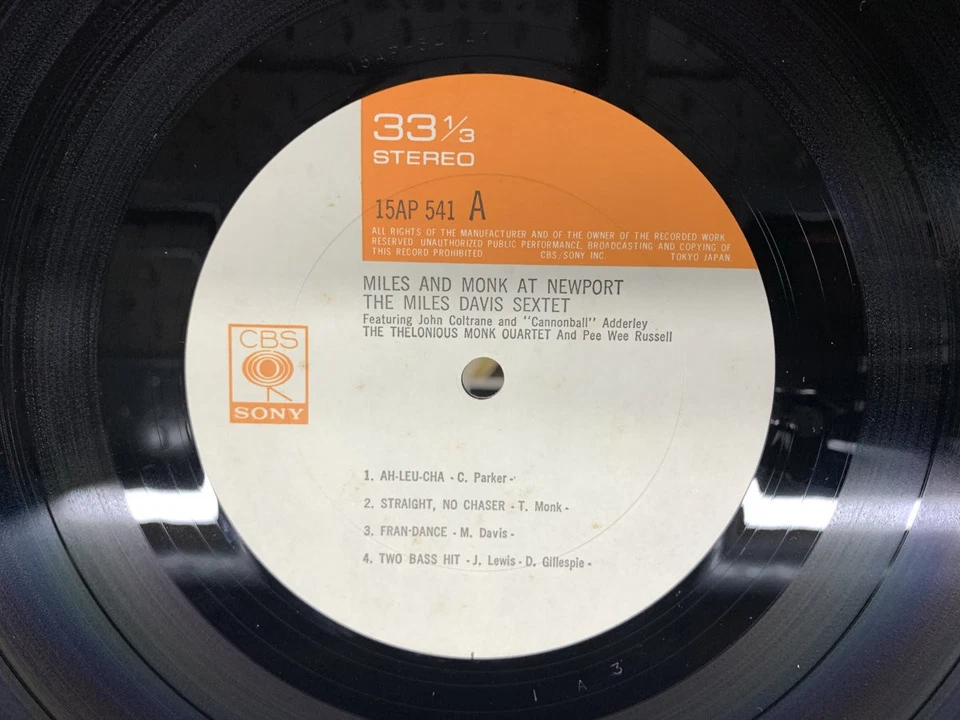 33 1/3
STEREO
15AP 541 A
ALL RIGHTS OF THE MANUFACTURER AND OF THE OWNER OF THE RECORDED WORK
RESERVED. UNAUTHORIZED PUBLIC PERFORMANCE, BROADCASTING AND COPYING OF
THIS RECORD PROHIBITED. CBS/SONY INC. TOKYO JAPAN.
MILES AND MONK AT NEWPORT
THE MILES DAVIS SEXTET
Featuring John Coltrane and "Cannonball" Adderley
THE THELONIOUS MONK QUARTET And Pee Wee Russell
CBS
SONY
1. AH-LEU-CHA - C. Parker -
2. STRAIGHT, NO CHASER - T. Monk -
3. FRAN-DANCE - M. Davis -
4. TWO BASS HIT - J. Lewis - D. Gillespie -
1 A 3